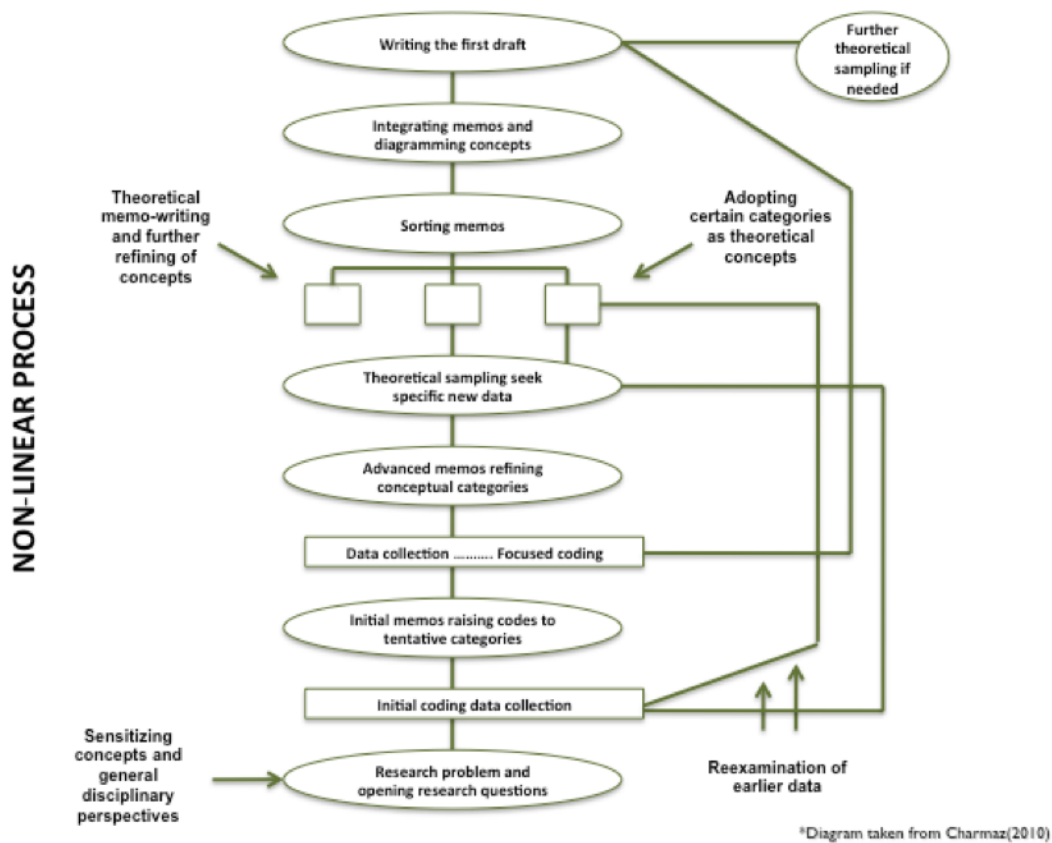 Writing the first draft
Further
theoretical
sampling if
needed
Integrating memos and
diagramming concepts
Theoretical
memo-writing
and further
refining of
concepts
Sorting memos
Adopting
certain categories
as theoretical
concepts
NON-LINEAR PROCESS
Theoretical sampling seek
specific new data
Advanced memos refining
conceptual categories
Data collection .......... Focused coding
Initial memos raising codes to
tentative categories
Initial coding data collection
Sensitizing
concepts and
general
disciplinary
perspectives
Research problem and
opening research questions
Reexamination of
earlier data
*Diagram taken from Charmaz(2010)